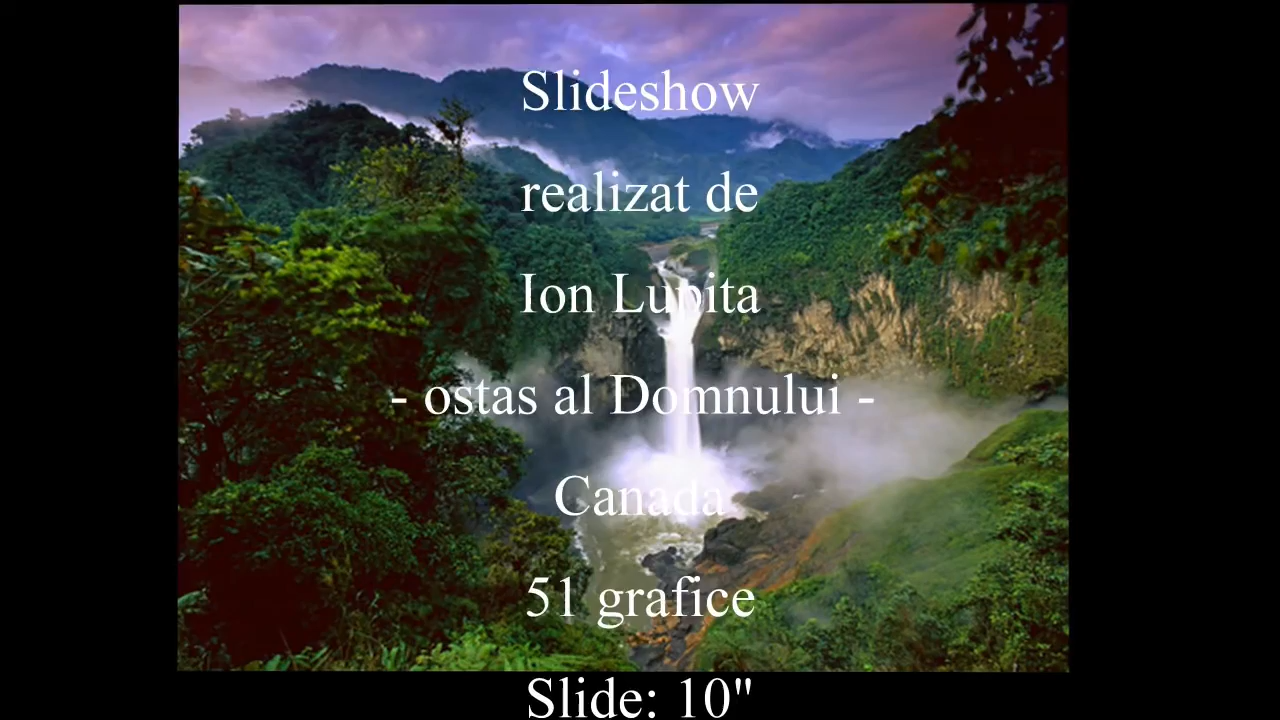 Slideshow
realizat de
Ion Lupita
- ostas al Domnului -
Canada
51 grafice
Slide: 10"